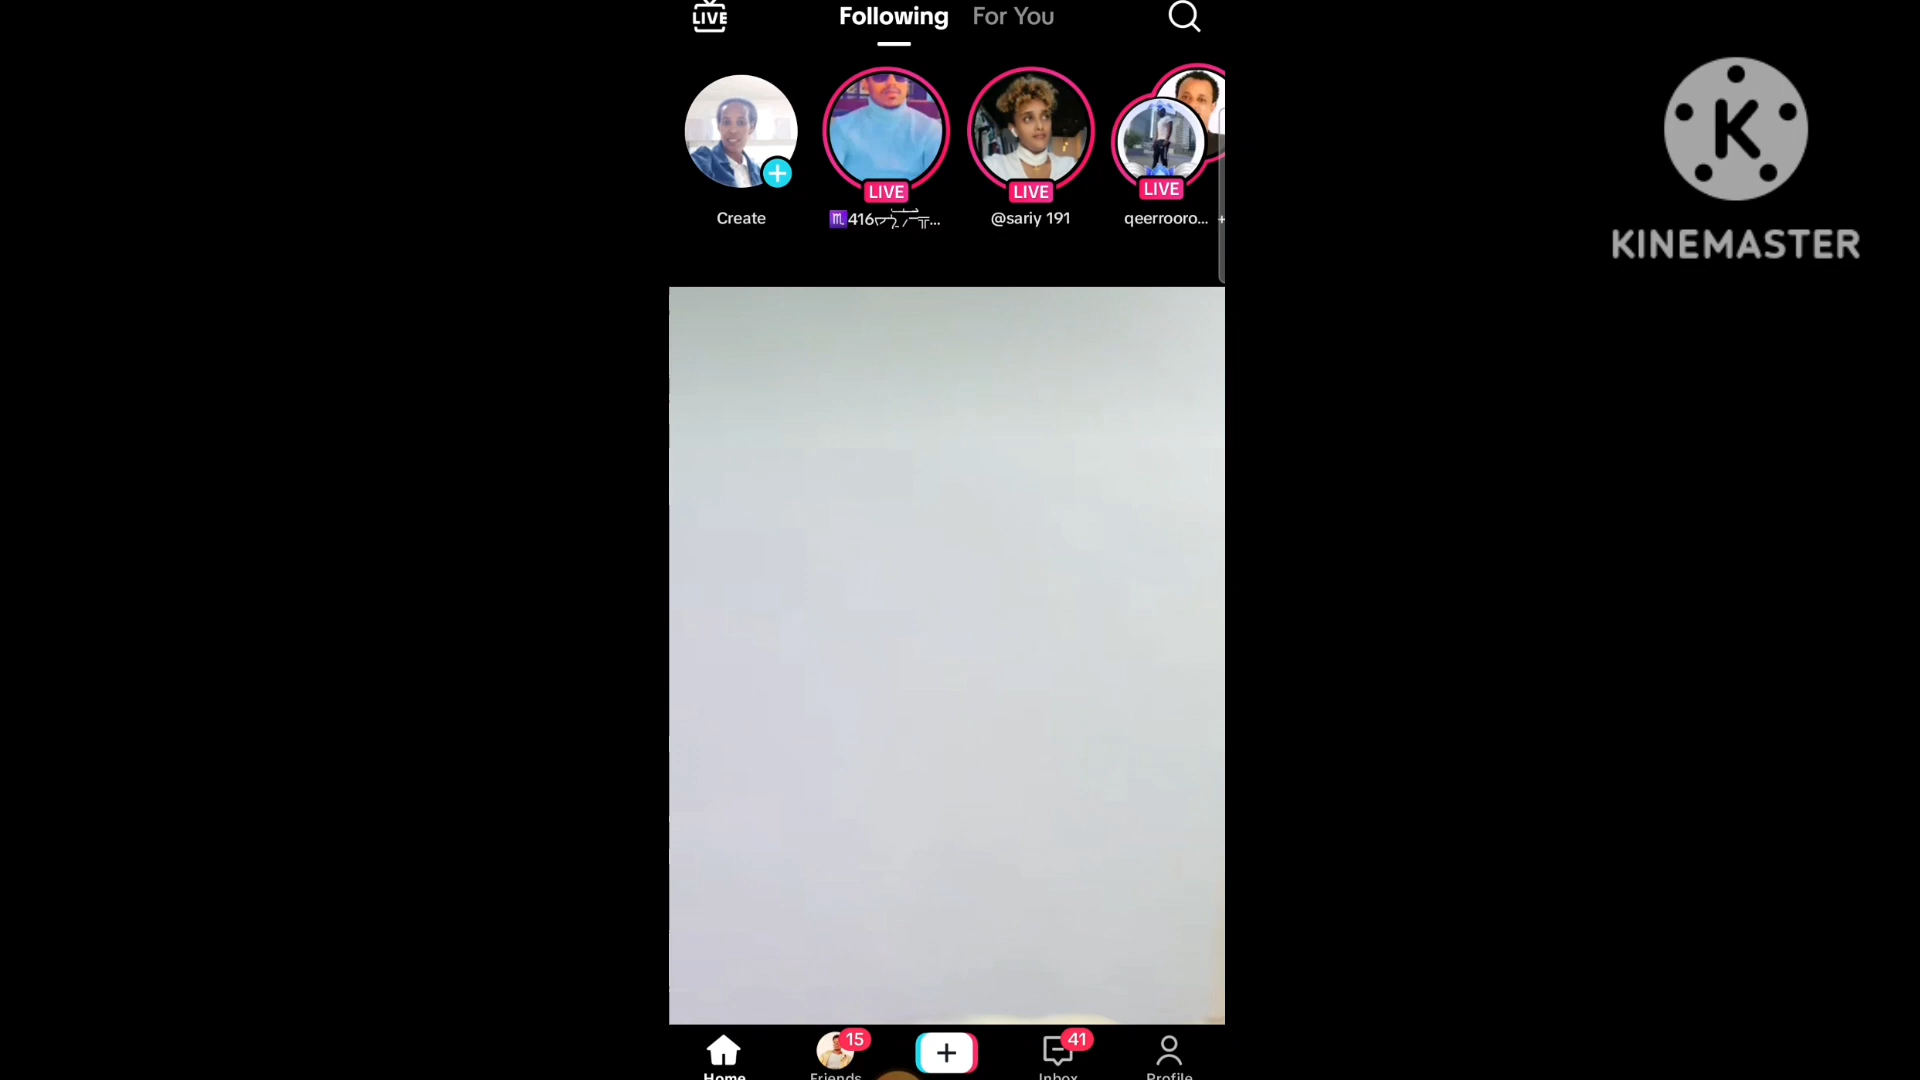 LIVE
Following For You
LIVE LIVE LIVE
Create
@sariy 191
qeerrooro...
K
KINEMASTER
15
41
Home
Friends
Inbox
Profile